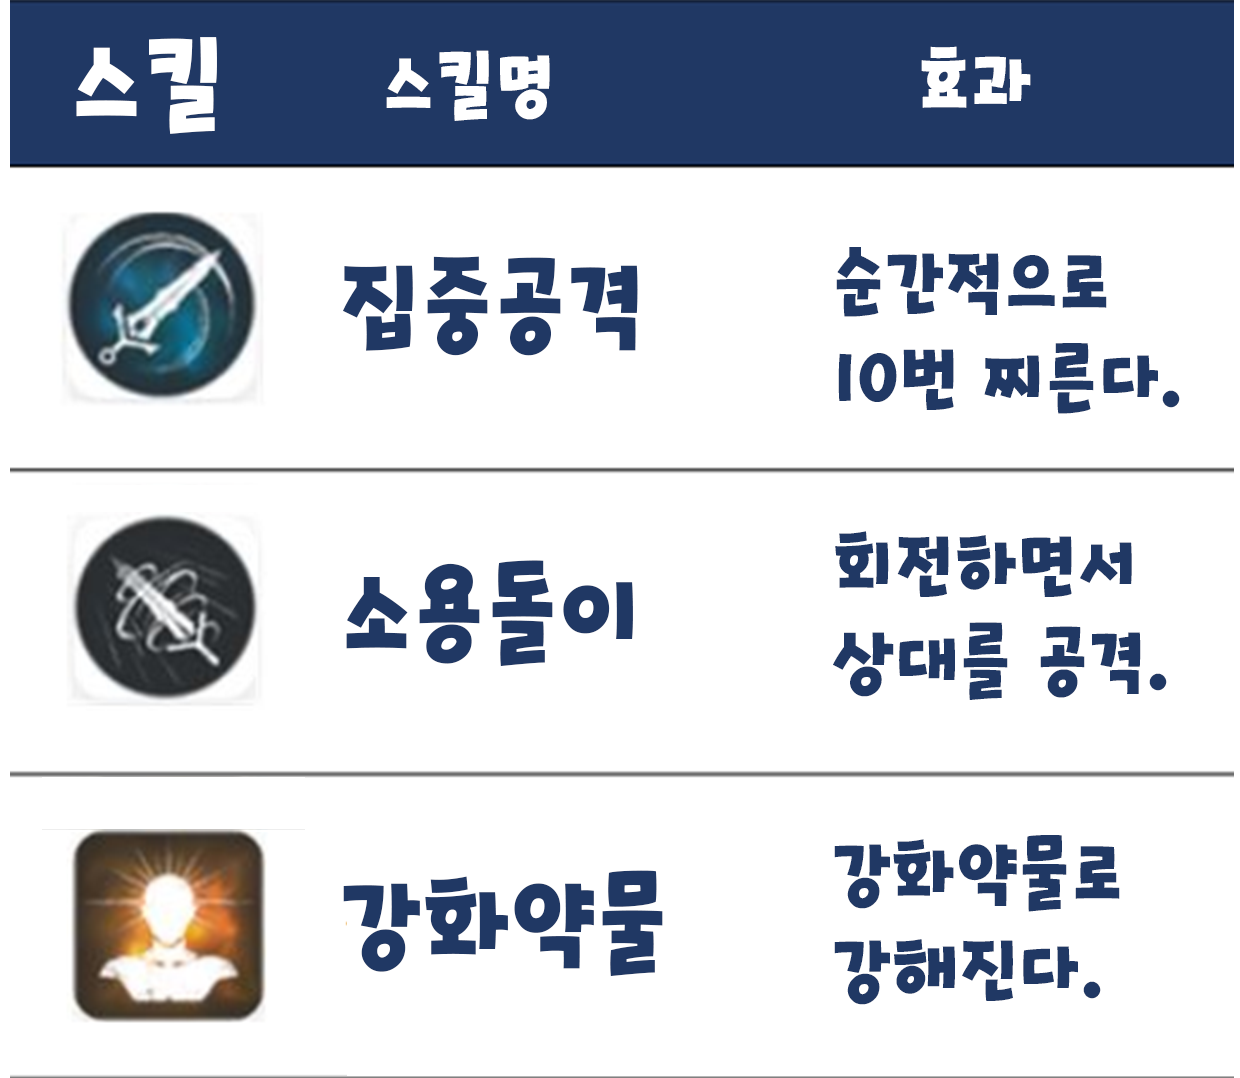 스킬 스킬명 효과
집중공격
순간적으로
10번 찌른다.
소용돌이
회전하면서
상대를 공격.
강화약물
강화약물로
강해진다.